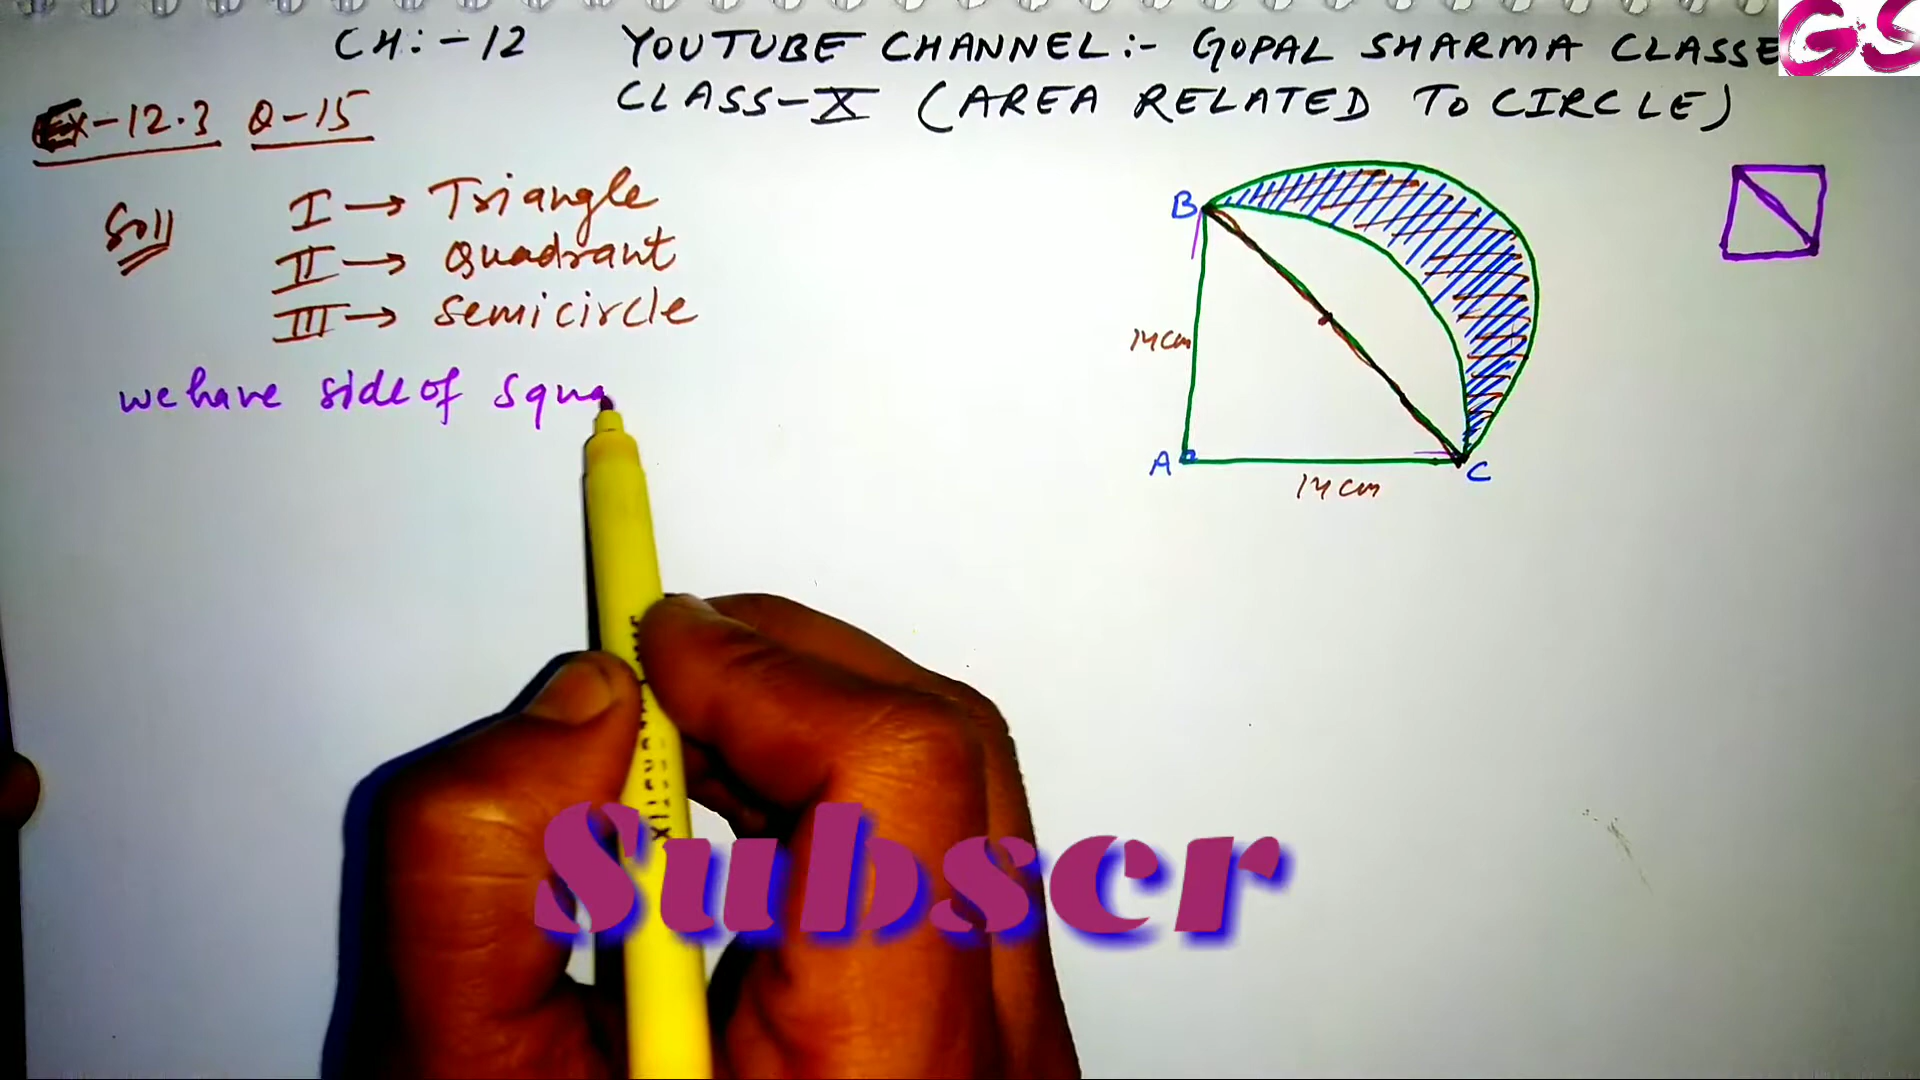 CH:-12 YOUTUBE CHANNEL:- GOPAL SHARMA CLASSE
GS
CLASS-X (AREA RELATED TO CIRCLE)
Ex-12.3 Q-15
Soll
I → Triangle
II → Quadrant
III → Semicircle
we have side of squa
B
14cm
A
C
14cm
Subscr